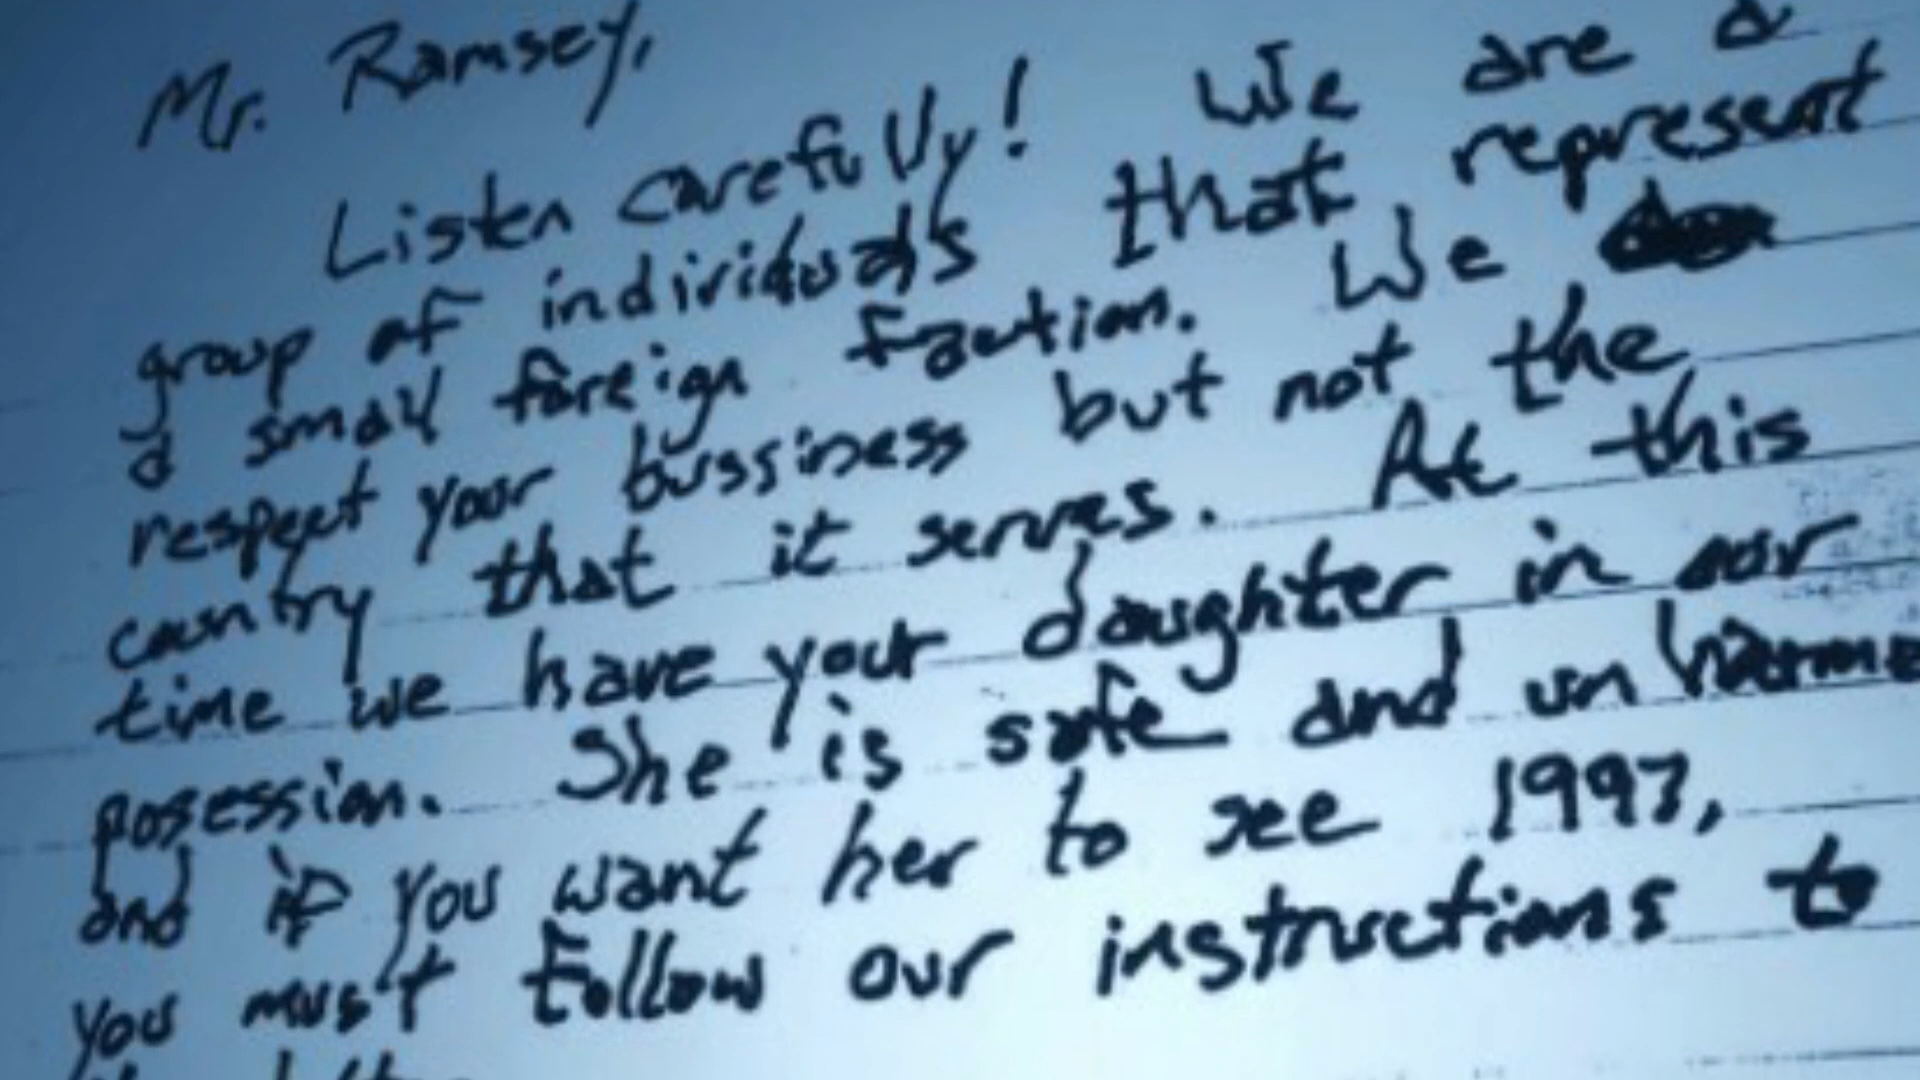 Mr. Ramsey,
Listen carefully! We are a
group of individuals that represent
a small foreign faction. We
respect your bussiness but not the
country that it serves. At this
time we have your daughter in our
posession. She is safe and un harme
and if you want her to see 1997,
you must follow our instructions to